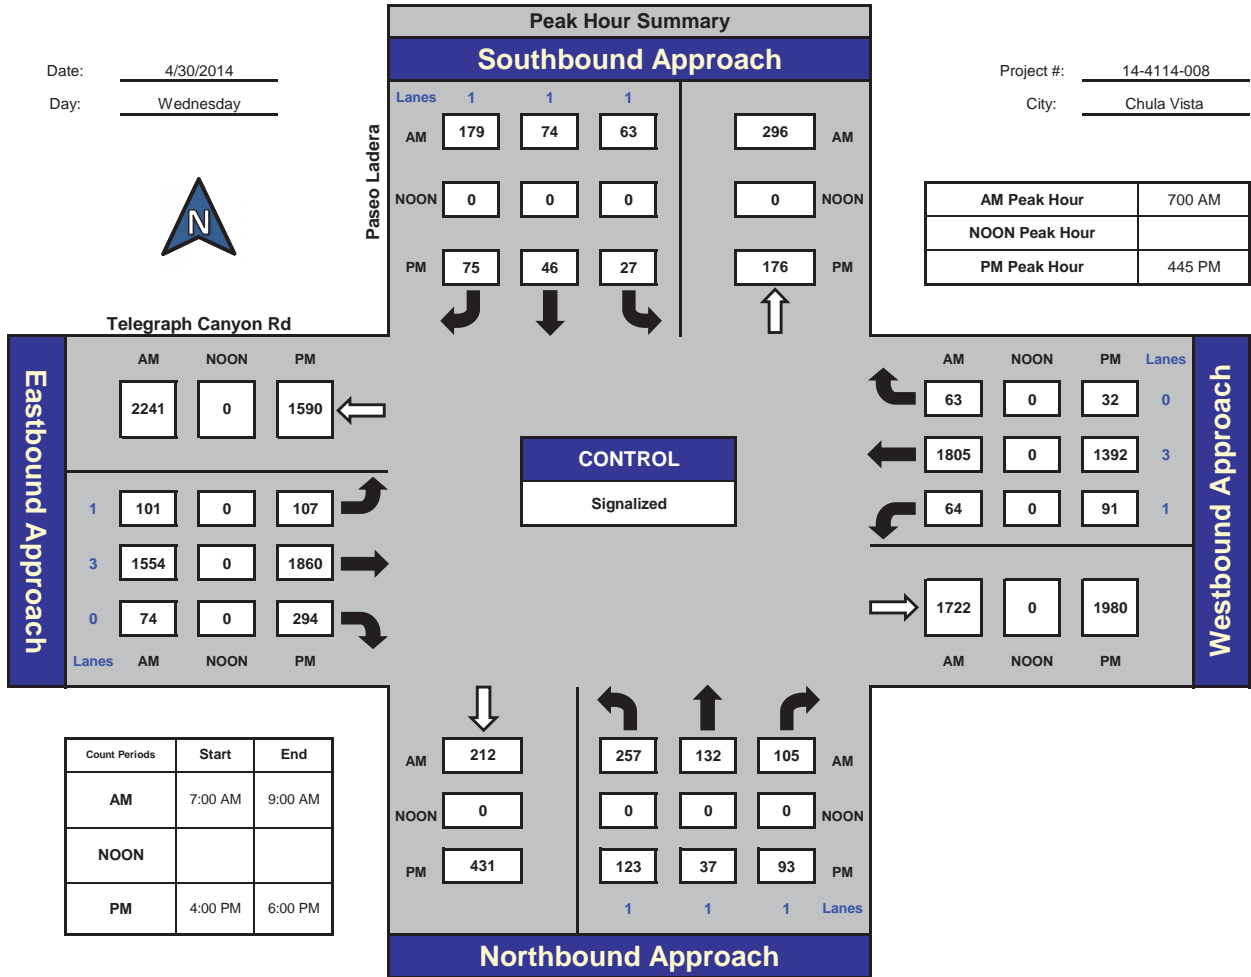 Peak Hour Summary
Southbound Approach
Date: 4/30/2014
Day: Wednesday
Project #: 14-4114-008
City: Chula Vista
Paseo Ladera
Lanes 1 1 1
AM 179 74 63 296 AM
NOON 0 0 0 0 NOON
PM 75 46 27 176 PM
N
AM Peak Hour 700 AM
NOON Peak Hour
PM Peak Hour 445 PM
Telegraph Canyon Rd
Eastbound Approach
AM NOON PM
2241 0 1590
1 101 0 107
3 1554 0 1860
0 74 0 294
Lanes AM NOON PM
CONTROL
Signalized
AM NOON PM Lanes
63 0 32 0
1805 0 1392 3
64 0 91 1
1722 0 1980
AM NOON PM
Westbound Approach
Count Periods Start End
AM 7:00 AM 9:00 AM
NOON
PM 4:00 PM 6:00 PM
AM 212 257 132 105 AM
NOON 0 0 0 0 NOON
PM 431 123 37 93 PM
1 1 1 Lanes
Northbound Approach